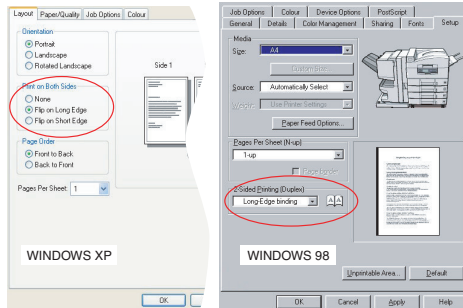 Layout Paper/Quality Job Options Colour
Orientation
Portrait
Landscape
Rotated Landscape
Print on Both Sides
None
Flip on Long Edge
Flip on Short Edge
Page Order
Front to Back
Back to Front
Pages Per Sheet: 1
Side 1
WINDOWS XP
OK
Job Options Colour Device Options PostScript
General Details Color Management Sharing Fonts Setup
Media
Size: A4
Custom Size
Source: Automatically Select
Weight: Use Printer Settings
Paper Feed Options...
Pages Per Sheet (N-up)
1-up
Page border
2-Sided Printing (Duplex)
Long-Edge binding
WINDOWS 98
Unprintable Area... Default
OK Cancel Apply Help